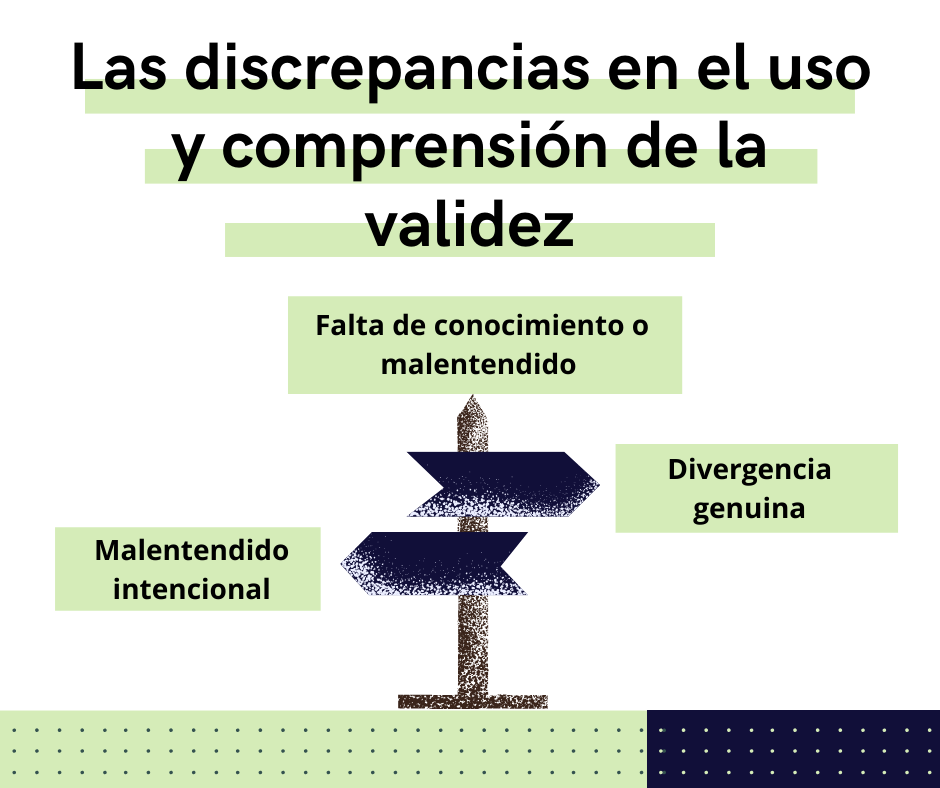 Las discrepancias en el uso
y comprensión de la
validez
Falta de conocimiento o
malentendido
Divergencia
genuina
Malentendido
intencional